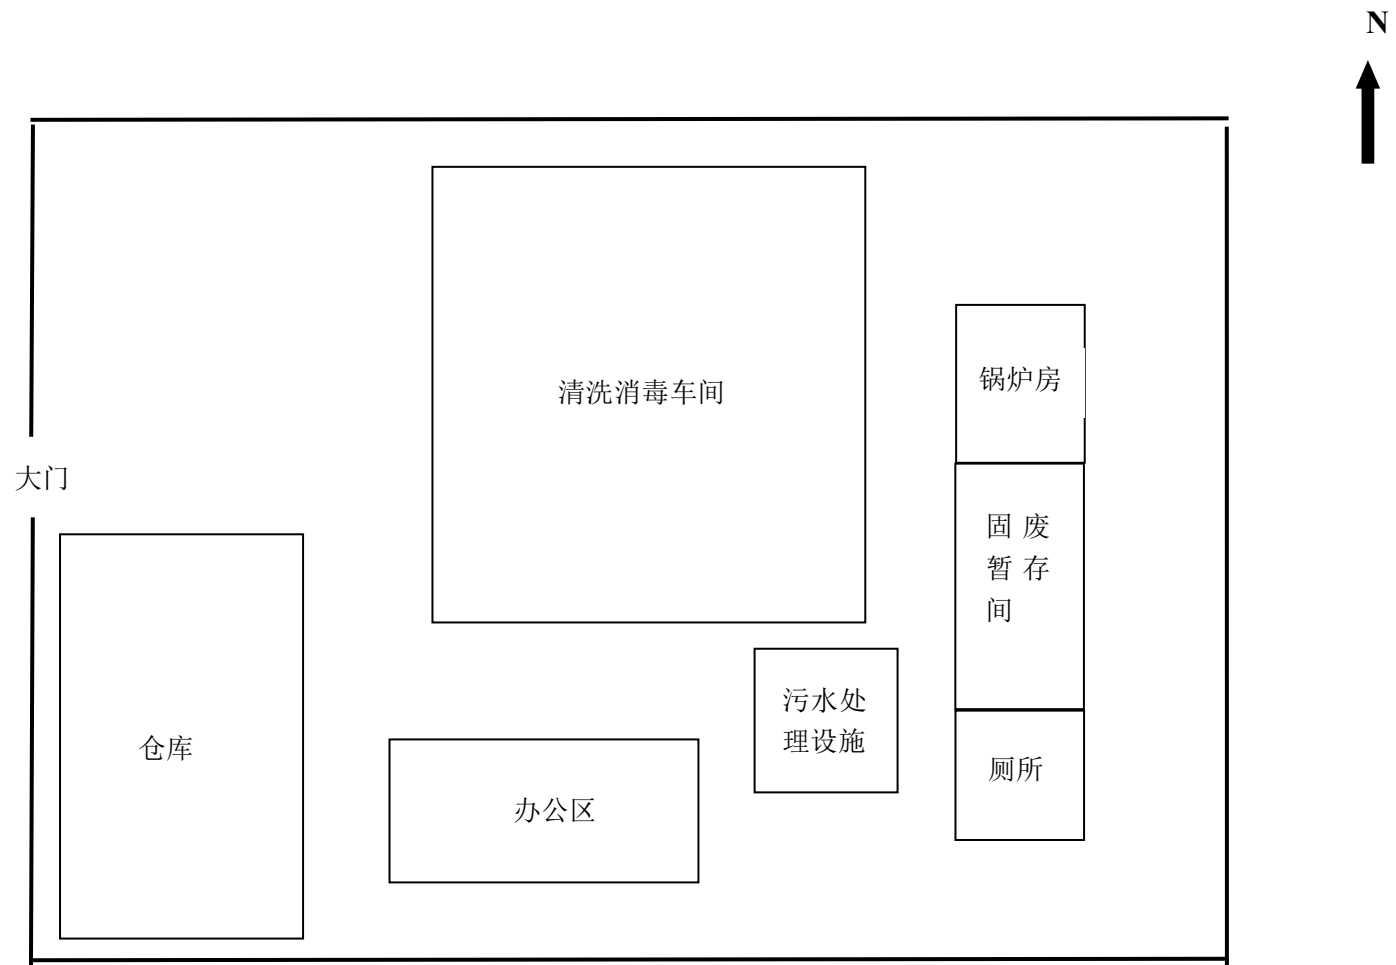 N
清洗消毒车间
锅炉房
大门
固 废
暂 存
间
污水处
理设施
仓库
厕所
办公区